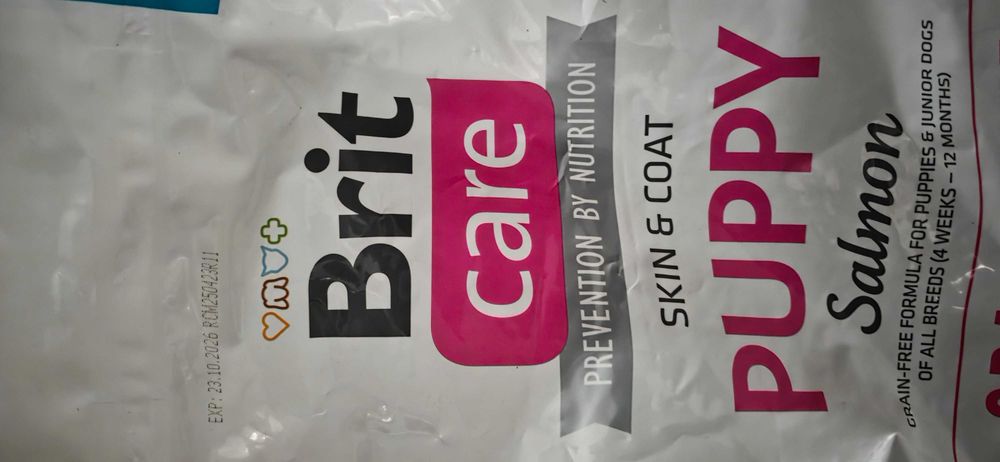 EXP: 23.10.2026 RCM250423R11
Brit
care
PREVENTION BY NUTRITION
SKIN & COAT
PUPPY
Salmon
GRAIN-FREE FORMULA FOR PUPPIES & JUNIOR DOGS
OF ALL BREEDS (4 WEEKS – 12 MONTHS)